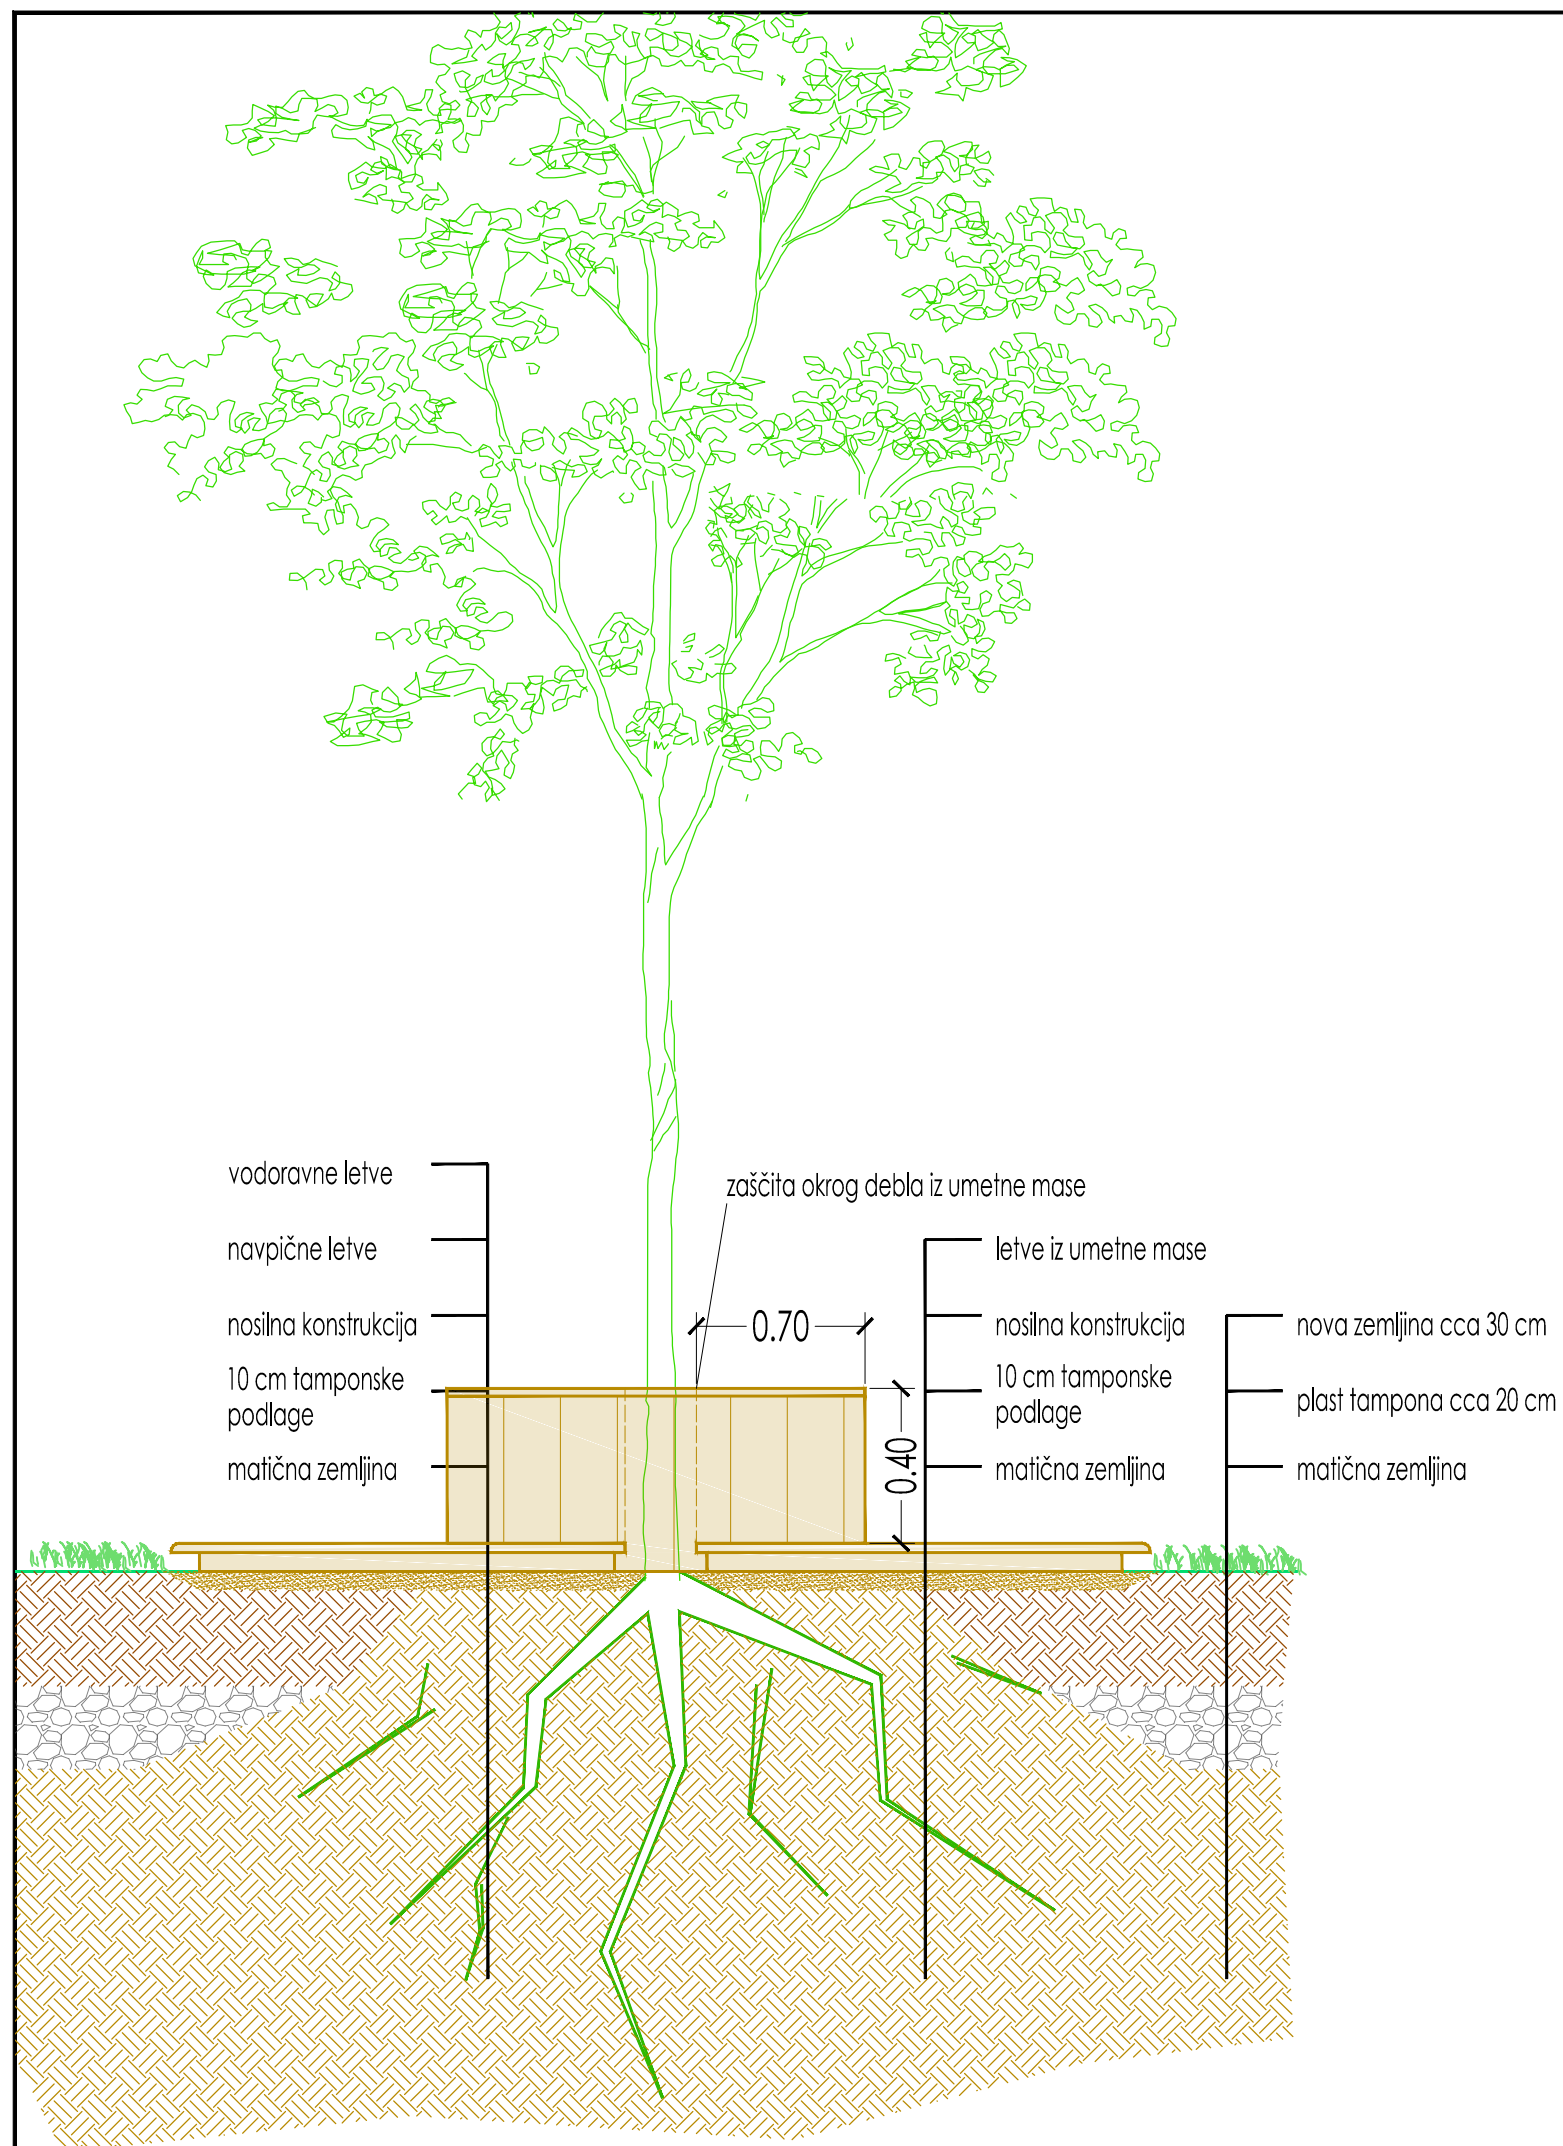 vodoravne letve
navpične letve
nosilna konstrukcija
10 cm tamponske
podlage
matična zemljina
zaščita okrog debla iz umetne mase
0.70
0.40
letve iz umetne mase
nosilna konstrukcija
10 cm tamponske
podlage
matična zemljina
nova zemljina cca 30 cm
plast tampona cca 20 cm
matična zemljina